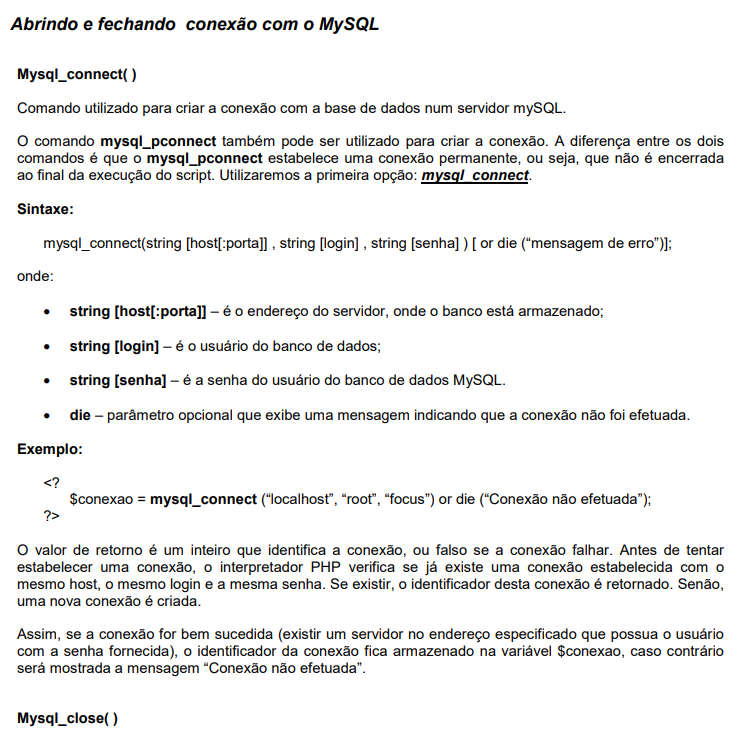 Abrindo e fechando  conexão com o MySQL
Mysql_connect( )
Comando utilizado para criar a conexão com a base de dados num servidor mySQL.
O comando mysql_pconnect também pode ser utilizado para criar a conexão. A diferença entre os dois
comandos é que o mysql_pconnect estabelece uma conexão permanente, ou seja, que não é encerrada
ao final da execução do script. Utilizaremos a primeira opção: mysql_connect.
Sintaxe:
mysql_connect(string [host[:porta]] , string [login] , string [senha] ) [ or die (“mensagem de erro”)];
onde:
• string [host[:porta]] – é o endereço do servidor, onde o banco está armazenado;
• string [login] – é o usuário do banco de dados;
• string [senha] – é a senha do usuário do banco de dados MySQL.
• die – parâmetro opcional que exibe uma mensagem indicando que a conexão não foi efetuada.
Exemplo:
<?
$conexao = mysql_connect (“localhost”, “root”, “focus”) or die (“Conexão não efetuada”);
?>
O valor de retorno é um inteiro que identifica a conexão, ou falso se a conexão falhar. Antes de tentar
estabelecer uma conexão, o interpretador PHP verifica se já existe uma conexão estabelecida com o
mesmo host, o mesmo login e a mesma senha. Se existir, o identificador desta conexão é retornado. Senão,
uma nova conexão é criada.
Assim, se a conexão for bem sucedida (existir um servidor no endereço especificado que possua o usuário
com a senha fornecida), o identificador da conexão fica armazenado na variável $conexao, caso contrário
será mostrada a mensagem “Conexão não efetuada”.
Mysql_close( )